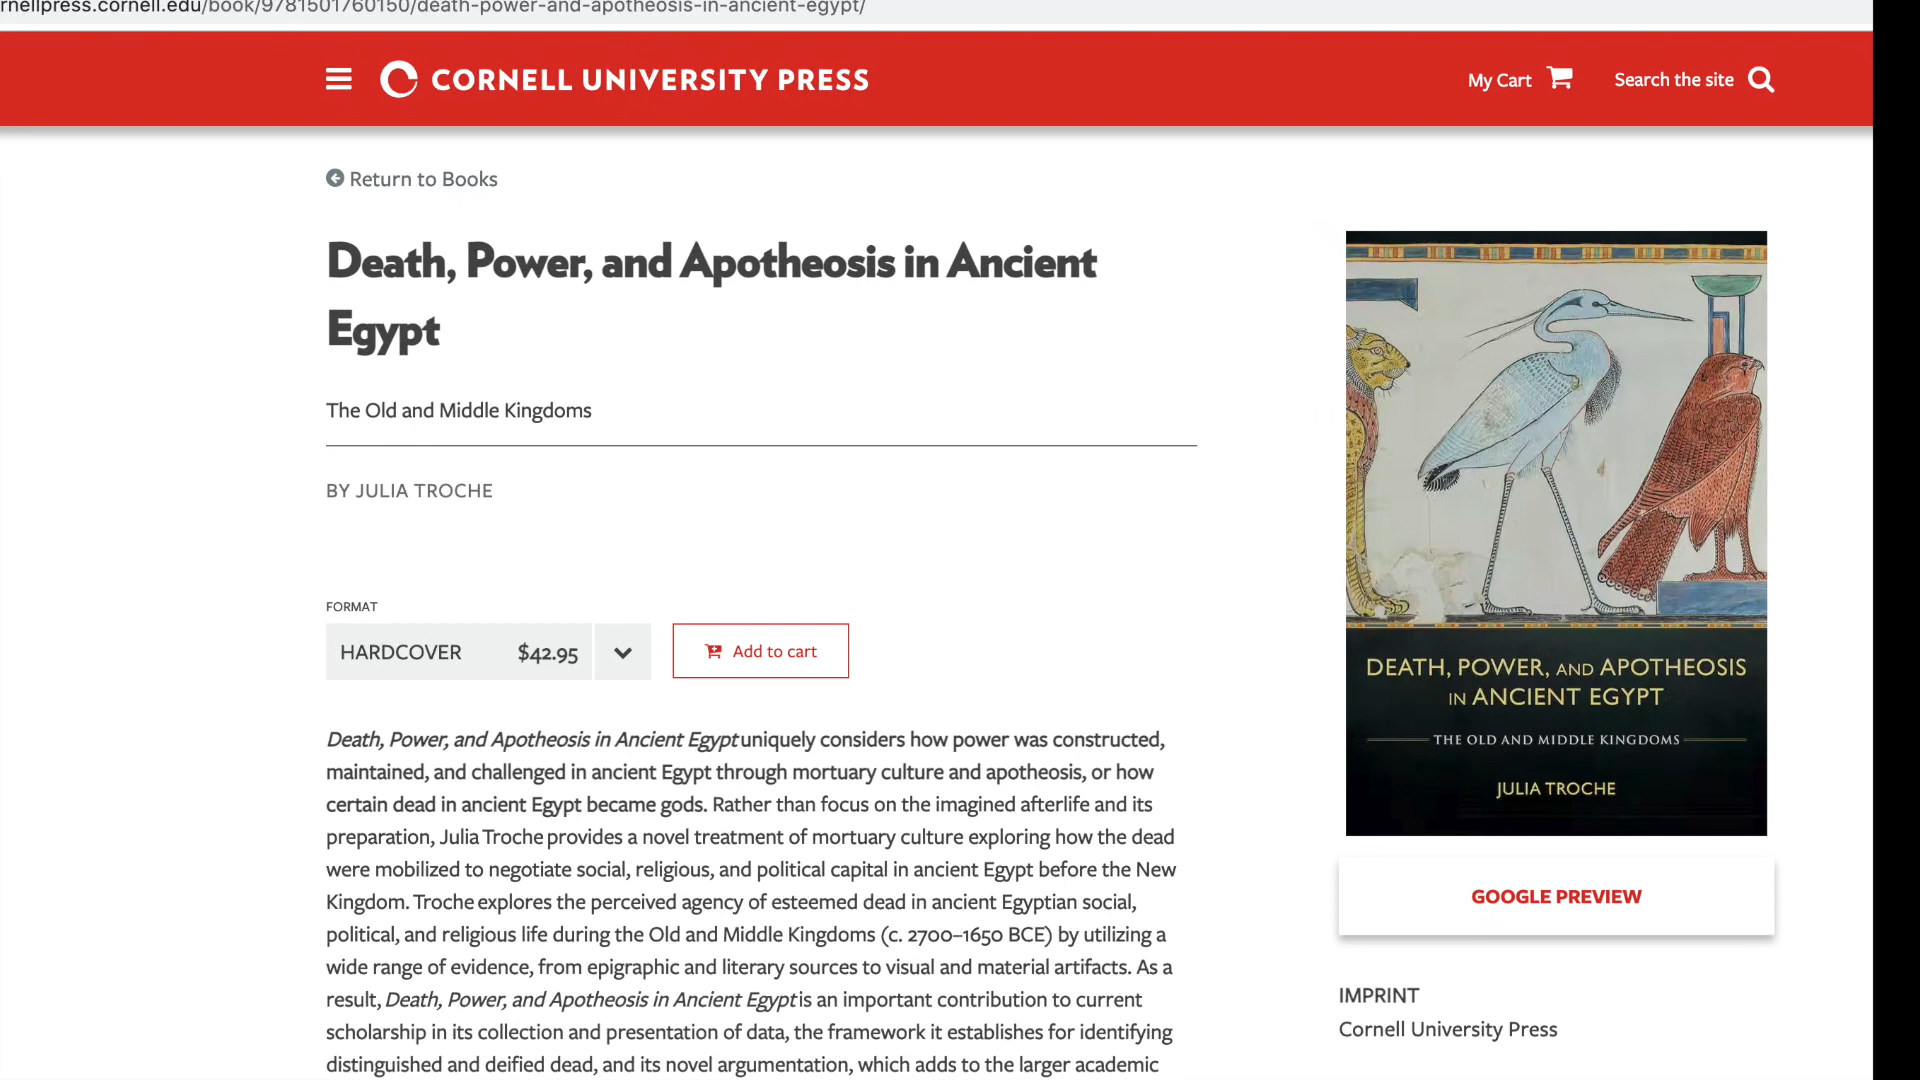 rnellpress.cornell.edu/book/9781501760150/death-power-and-apotheosis-in-ancient-egypt/
CORNELL UNIVERSITY PRESS
My Cart
Search the site
Return to Books
Death, Power, and Apotheosis in Ancient
Egypt
The Old and Middle Kingdoms
BY JULIA TROCHE
FORMAT
HARDCOVER $42.95
Add to cart
Death, Power, and Apotheosis in Ancient Egypt uniquely considers how power was constructed,
maintained, and challenged in ancient Egypt through mortuary culture and apotheosis, or how
certain dead in ancient Egypt became gods. Rather than focus on the imagined afterlife and its
preparation, Julia Troche provides a novel treatment of mortuary culture exploring how the dead
were mobilized to negotiate social, religious, and political capital in ancient Egypt before the New
Kingdom. Troche explores the perceived agency of esteemed dead in ancient Egyptian social,
political, and religious life during the Old and Middle Kingdoms (c. 2700–1650 BCE) by utilizing a
wide range of evidence, from epigraphic and literary sources to visual and material artifacts. As a
result, Death, Power, and Apotheosis in Ancient Egypt is an important contribution to current
scholarship in its collection and presentation of data, the framework it establishes for identifying
distinguished and deified dead, and its novel argumentation, which adds to the larger academic
DEATH, POWER, AND APOTHEOSIS
IN ANCIENT EGYPT
THE OLD AND MIDDLE KINGDOMS
JULIA TROCHE
GOOGLE PREVIEW
IMPRINT
Cornell University Press